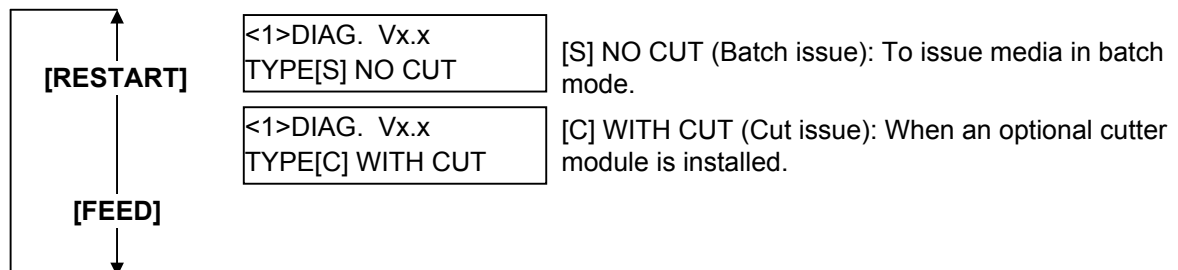 [RESTART]
<1>DIAG. Vx.x
TYPE[S] NO CUT
[S] NO CUT (Batch issue): To issue media in batch
mode.
<1>DIAG. Vx.x
TYPE[C] WITH CUT
[C] WITH CUT (Cut issue): When an optional cutter
module is installed.
[FEED]